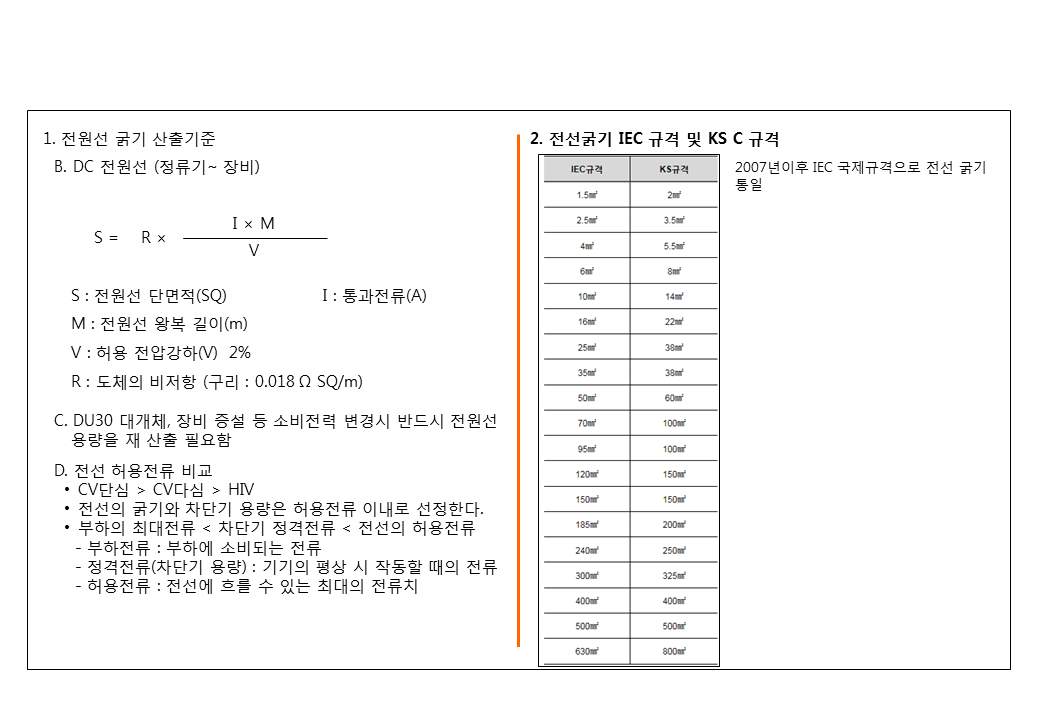 1. 전원선 굵기 산출기준
B. DC 전원선 (정류기~ 장비)
I × M
S = R ×
V
S : 전원선 단면적(SQ) I : 통과전류(A)
M : 전원선 왕복 길이(m)
V : 허용 전압강하(V) 2%
R : 도체의 비저항 (구리 : 0.018 Ω SQ/m)
C. DU30 대개체, 장비 증설 등 소비전력 변경시 반드시 전원선
용량을 재 산출 필요함
D. 전선 허용전류 비교
• CV단심 > CV다심 > HIV
• 전선의 굵기와 차단기 용량은 허용전류 이내로 선정한다.
• 부하의 최대전류 < 차단기 정격전류 < 전선의 허용전류
- 부하전류 : 부하에 소비되는 전류
- 정격전류(차단기 용량) : 기기의 평상 시 작동할 때의 전류
- 허용전류 : 전선에 흐를 수 있는 최대의 전류치
2. 전선굵기 IEC 규격 및 KS C 규격
IEC규격 KS규격
1.5㎟ 2㎟
2.5㎟ 3.5㎟
4㎟ 5.5㎟
6㎟ 8㎟
10㎟ 14㎟
16㎟ 22㎟
25㎟ 38㎟
35㎟ 38㎟
50㎟ 60㎟
70㎟ 100㎟
95㎟ 100㎟
120㎟ 150㎟
150㎟ 150㎟
185㎟ 200㎟
240㎟ 250㎟
300㎟ 325㎟
400㎟ 400㎟
500㎟ 500㎟
630㎟ 800㎟
2007년이후 IEC 국제규격으로 전선 굵기
통일